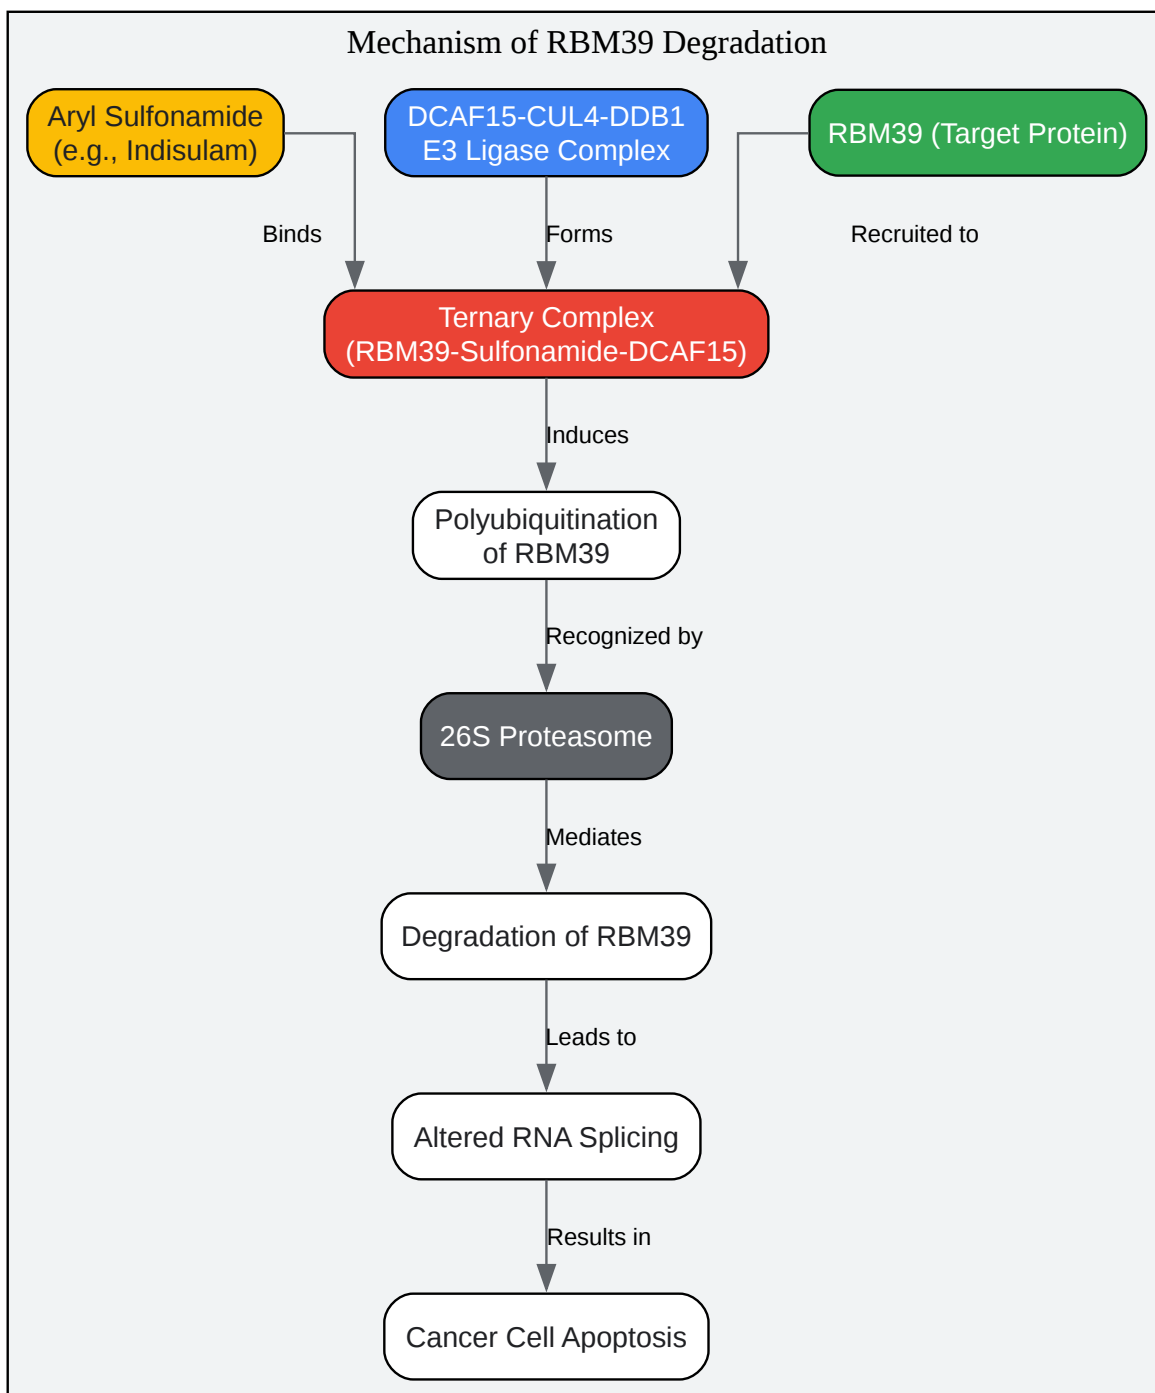 Mechanism of RBM39 Degradation
Aryl Sulfonamide
(e.g., Indisulam)
DCAF15-CUL4-DDB1
E3 Ligase Complex
RBM39 (Target Protein)
Binds
Forms
Recruited to
Ternary Complex
(RBM39-Sulfonamide-DCAF15)
Induces
Polyubiquitination
of RBM39
Recognized by
26S Proteasome
Mediates
Degradation of RBM39
Leads to
Altered RNA Splicing
Results in
Cancer Cell Apoptosis